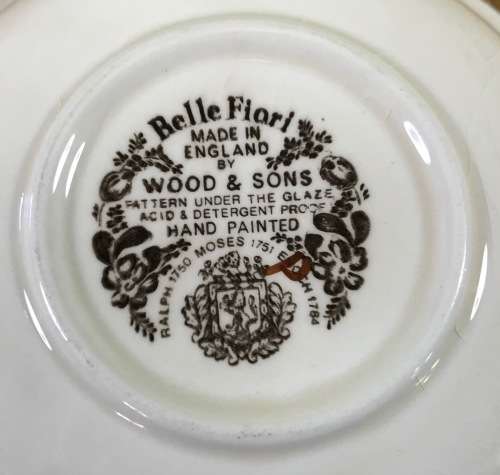 Belle Fiori
MADE IN
ENGLAND
BY
WOOD & SONS
PATTERN UNDER THE GLAZE
ACID & DETERGENT PROOF
HAND PAINTED
RALPH 1750 MOSES 1751 1784